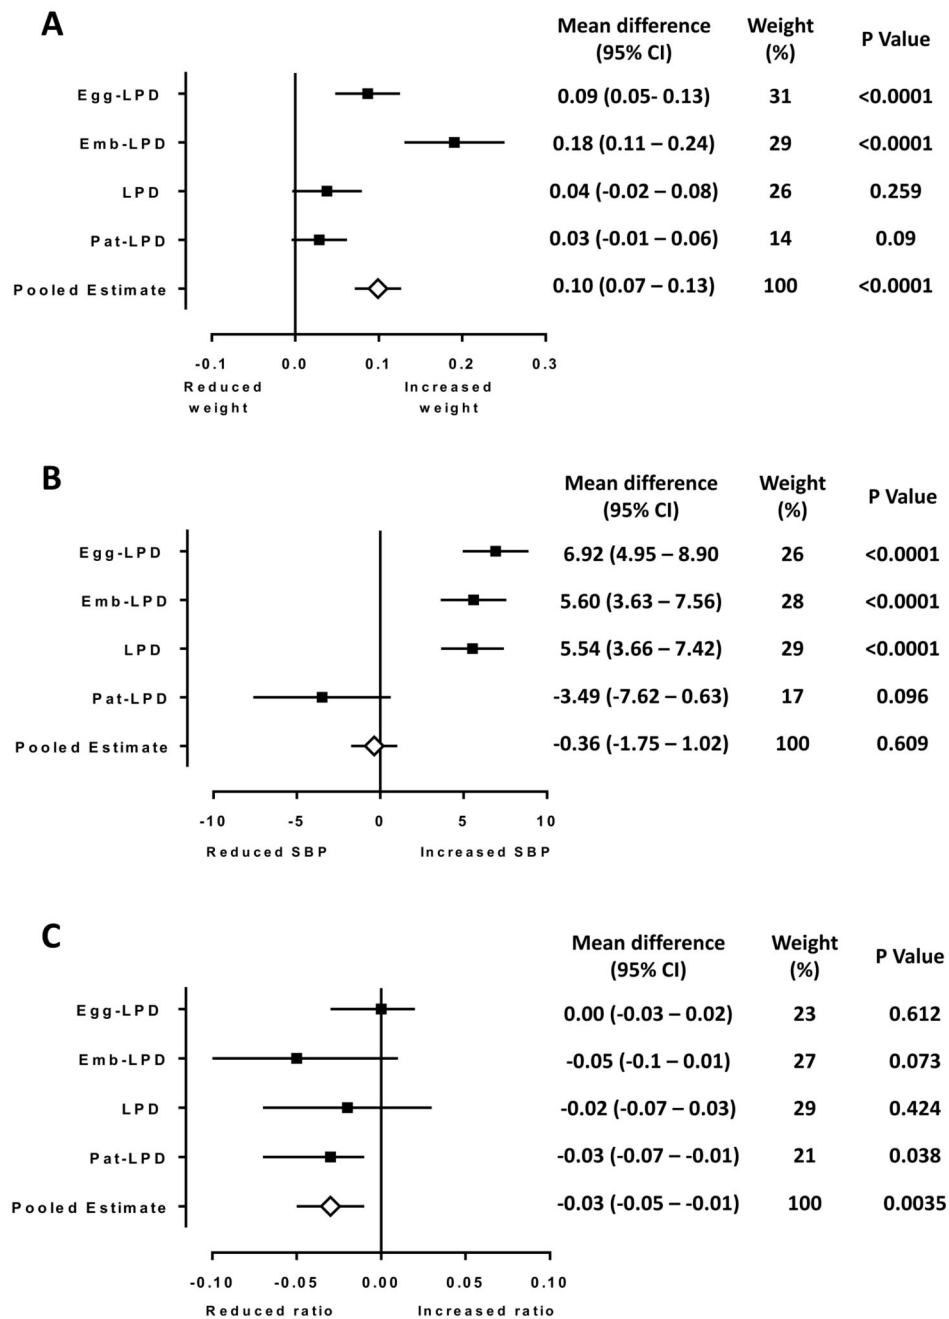 A
Mean difference Weight P Value
(95% CI) (%)
Egg-LPD 0.09 (0.05- 0.13) 31 <0.0001
Emb-LPD 0.18 (0.11 – 0.24) 29 <0.0001
LPD 0.04 (-0.02 – 0.08) 26 0.259
Pat-LPD 0.03 (-0.01 – 0.06) 14 0.09
Pooled Estimate 0.10 (0.07 – 0.13) 100 <0.0001
-0.1 0.0 0.1 0.2 0.3
Reduced Increased
weight weight
B
Mean difference Weight P Value
(95% CI) (%)
Egg-LPD 6.92 (4.95 – 8.90 26 <0.0001
Emb-LPD 5.60 (3.63 – 7.56) 28 <0.0001
LPD 5.54 (3.66 – 7.42) 29 <0.0001
Pat-LPD -3.49 (-7.62 – 0.63) 17 0.096
Pooled Estimate -0.36 (-1.75 – 1.02) 100 0.609
-10 -5 0 5 10
Reduced SBP Increased SBP
C
Mean difference Weight P Value
(95% CI) (%)
Egg-LPD 0.00 (-0.03 – 0.02) 23 0.612
Emb-LPD -0.05 (-0.1 – 0.01) 27 0.073
LPD -0.02 (-0.07 – 0.03) 29 0.424
Pat-LPD -0.03 (-0.07 – -0.01) 21 0.038
Pooled Estimate -0.03 (-0.05 – -0.01) 100 0.0035
-0.10 -0.05 0.00 0.05 0.10
Reduced ratio Increased ratio